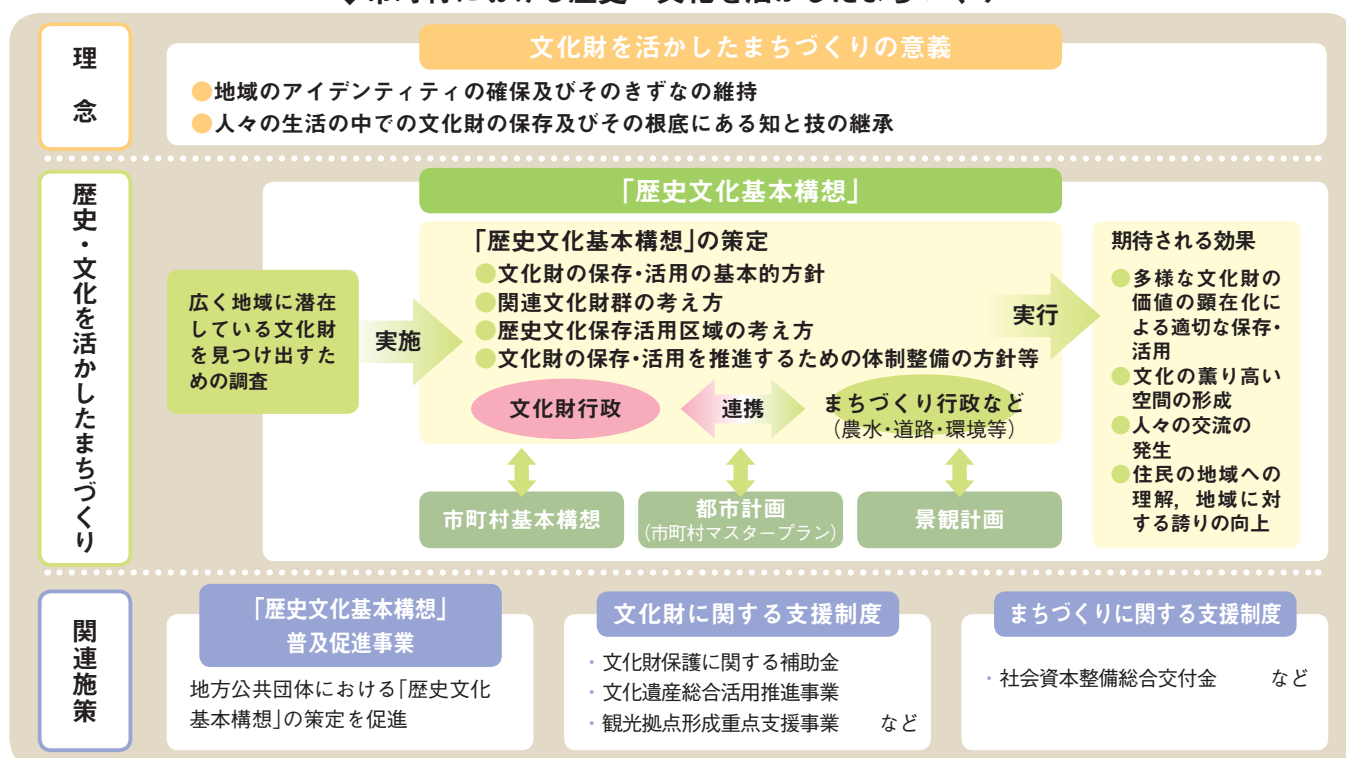 理念
文化財を活かしたまちづくりの意義
●地域のアイデンティティの確保及びそのきずなの維持
●人々の生活の中での文化財の保存及びその根底にある知と技の継承
歴史・文化を活かしたまちづくり
「歴史文化基本構想」
広く地域に潜在
している文化財
を見つけ出すた
めの調査
実施
「歴史文化基本構想」の策定
●文化財の保存・活用の基本的方針
●関連文化財群の考え方
●歴史文化保存活用区域の考え方
●文化財の保存・活用を推進するための体制整備の方針等
文化財行政
連携
まちづくり行政など
（農水・道路・環境等）
市町村基本構想
都市計画
（市町村マスタープラン）
景観計画
実行
期待される効果
●多様な文化財の
価値の顕在化に
よる適切な保存・
活用
●文化の薫り高い
空間の形成
●人々の交流の
発生
●住民の地域への
理解，地域に対
する誇りの向上
関連施策
「歴史文化基本構想」
普及促進事業
地方公共団体における「歴史文化
基本構想」の策定を促進
文化財に関する支援制度
・文化財保護に関する補助金
・文化遺産総合活用推進事業
・観光拠点形成重点支援事業　など
まちづくりに関する支援制度
・社会資本整備総合交付金　など